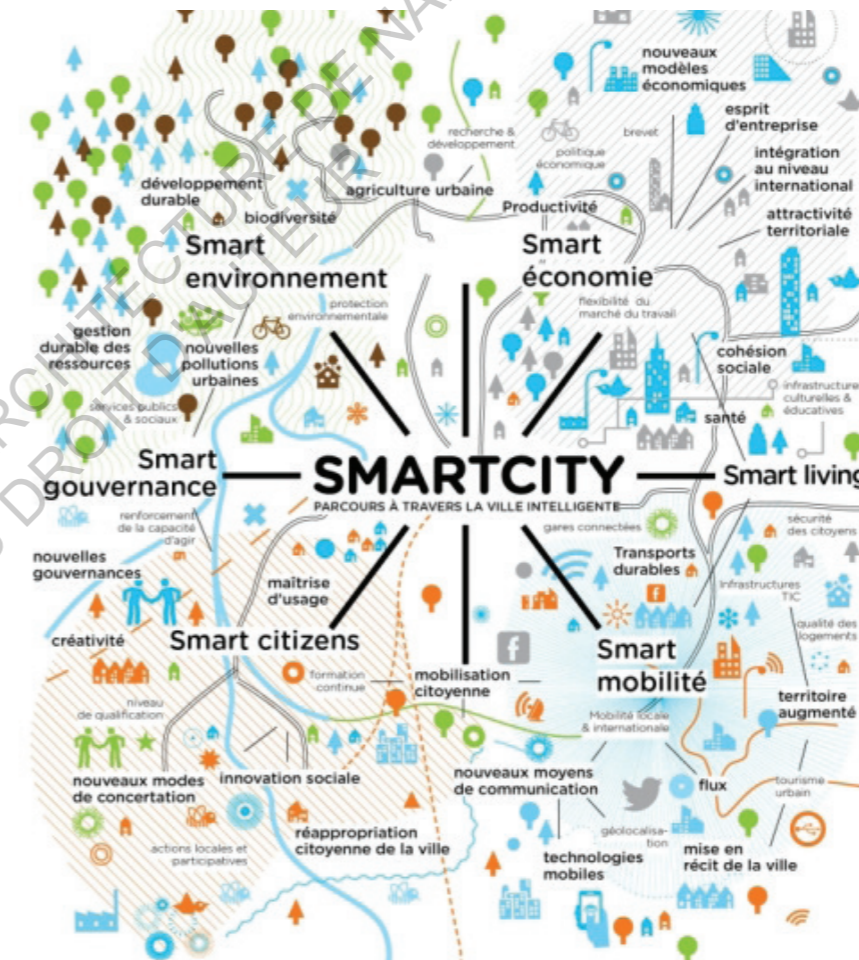 nouveaux
modèles
économiques
esprit
d'entreprise
brevet
recherche &
développement
politique
économique
intégration
au niveau
international
développement
durable
agriculture urbaine
biodiversité
Productivité
attractivité
territoriale
Smart
environnement
Smart
économie
protection
environnementale
flexibilité du
marché du travail
gestion
durable des
ressources
nouvelles
pollutions
urbaines
cohésion
sociale
infrastructures
culturelles &
éducatives
services publics
& sociaux
santé
Smart
gouvernance
SMARTCITY
PARCOURS À TRAVERS LA VILLE INTELLIGENTE
Smart living
renforcement
de la capacité
d'agir
gares connectées
sécurité
des citoyens
nouvelles
gouvernances
maîtrise
d'usage
Transports
durables
Infrastructures
TIC
créativité
Smart citizens
Smart
mobilité
qualité des
logements
formation
continue
mobilisation
citoyenne
niveau
de qualification
Mobilité locale
& internationale
territoire
augmenté
nouveaux modes
de concertation
innovation sociale
nouveaux moyens
de communication
flux
tourisme
urbain
réappropriation
citoyenne de la ville
géolocalisa-
tion
actions locales et
participatives
technologies
mobiles
mise en
récit de la ville
ARCHITECTURE DE NA
DROIT D'AUTEUR